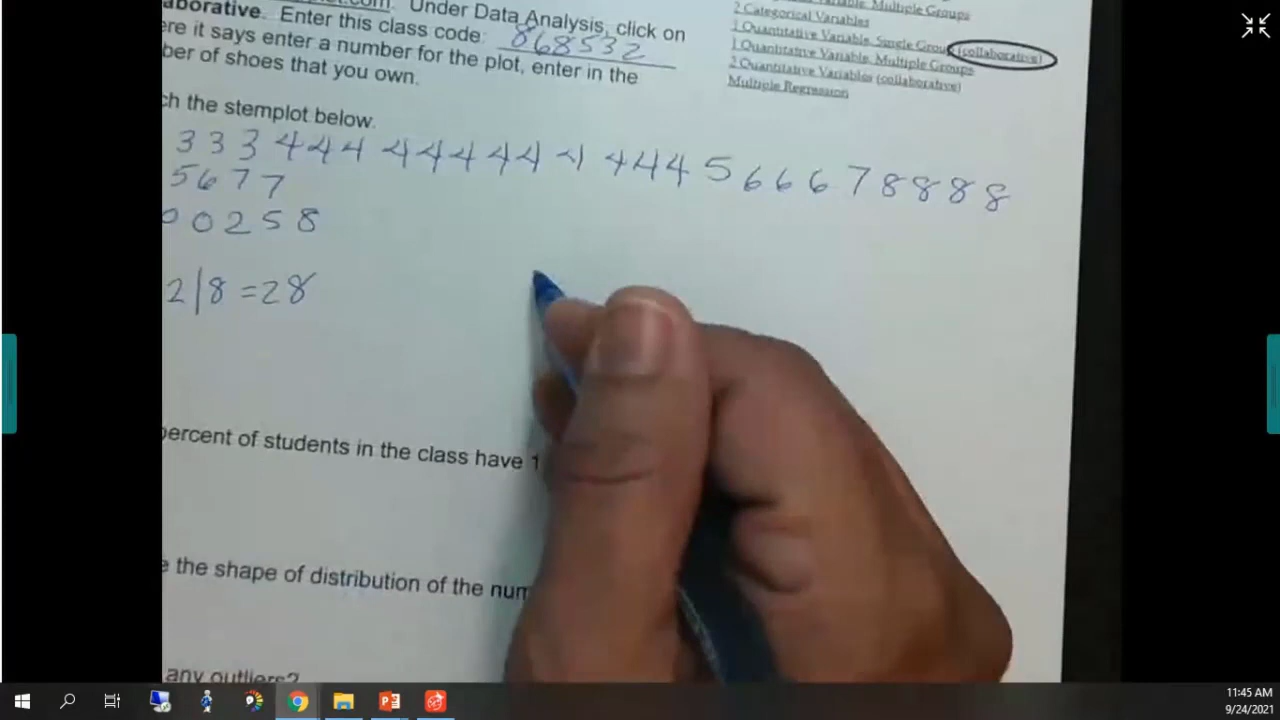 Under Data Analysis, click on
aborative. Enter this class code: 868532
ere it says enter a number for the plot, enter in the
ber of shoes that you own.
ch the stemplot below.
3 3 3 4 4 4 4 4 4 4 4 4 4 4 4 5 6 6 6 7 8 8 8 8
5 6 7 7
0 0 2 5 8
2|8 = 28
percent of students in the class have 1
e the shape of distribution of the num
any outliers?
Variable, Multiple Groups
2 Categorical Variables
1 Quantitative Variable, Single Group (collaborative)
1 Quantitative Variable, Multiple Groups
2 Quantitative Variables (collaborative)
Multiple Regression
11:45 AM
9/24/2021